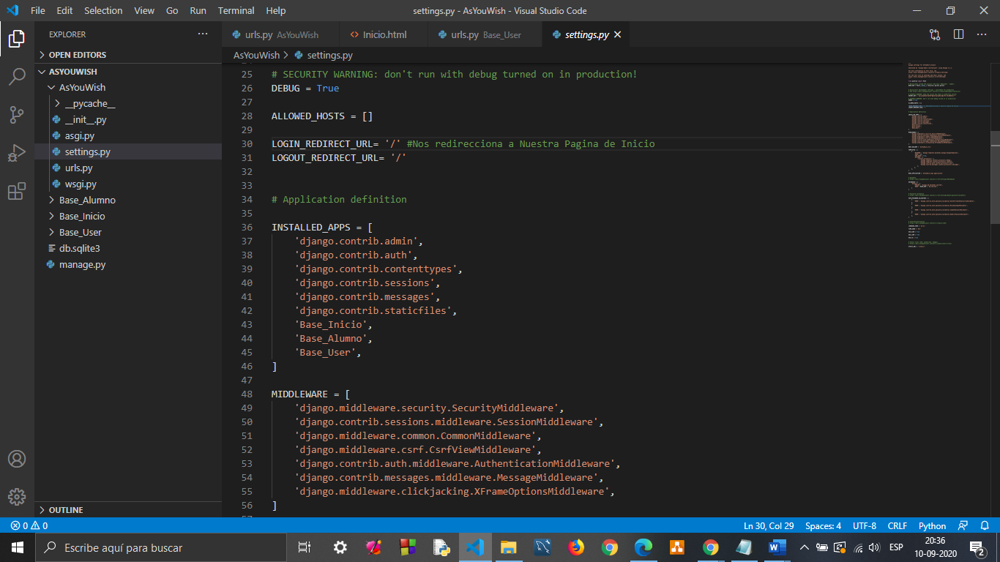 File Edit Selection View Go Run Terminal Help
settings.py - AsYouWish - Visual Studio Code
EXPLORER
OPEN EDITORS
ASYOUWISH
AsYouWish
__pycache__
__init__.py
asgi.py
settings.py
urls.py
wsgi.py
Base_Alumno
Base_Inicio
Base_User
db.sqlite3
manage.py
OUTLINE
urls.py AsYouWish
Inicio.html
urls.py Base_User
settings.py
AsYouWish > settings.py
25 # SECURITY WARNING: don't run with debug turned on in production!
26 DEBUG = True
27
28 ALLOWED_HOSTS = []
29
30 LOGIN_REDIRECT_URL= '/' #Nos redirecciona a Nuestra Pagina de Inicio
31 LOGOUT_REDIRECT_URL= '/'
32
33
34 # Application definition
35
36 INSTALLED_APPS = [
37 'django.contrib.admin',
38 'django.contrib.auth',
39 'django.contrib.contenttypes',
40 'django.contrib.sessions',
41 'django.contrib.messages',
42 'django.contrib.staticfiles',
43 'Base_Inicio',
44 'Base_Alumno',
45 'Base_User',
46 ]
47
48 MIDDLEWARE = [
49 'django.middleware.security.SecurityMiddleware',
50 'django.contrib.sessions.middleware.SessionMiddleware',
51 'django.middleware.common.CommonMiddleware',
52 'django.middleware.csrf.CsrfViewMiddleware',
53 'django.contrib.auth.middleware.AuthenticationMiddleware',
54 'django.contrib.messages.middleware.MessageMiddleware',
55 'django.middleware.clickjacking.XFrameOptionsMiddleware',
56 ]
0 0
Ln 30, Col 29 Spaces: 4 UTF-8 CRLF Python
Escribe aquí para buscar
ESP
20:36
10-09-2020
2